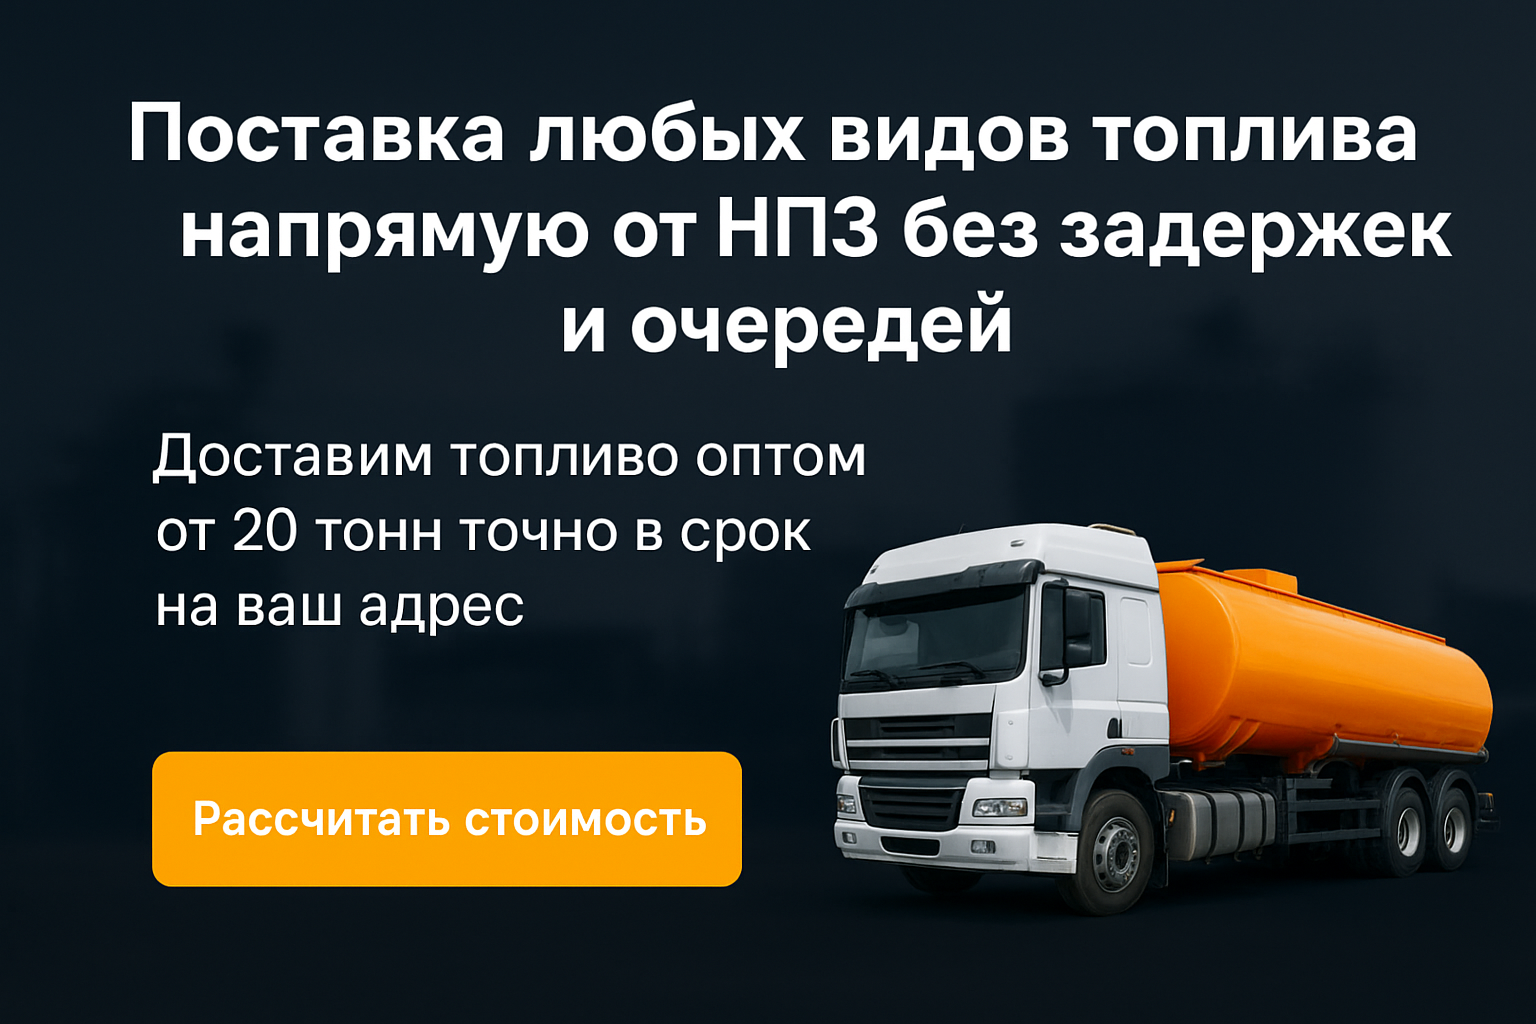 Поставка любых видов топлива
напрямую от НПЗ без задержек
и очередей
Доставим топливо оптом
от 20 тонн точно в срок
на ваш адрес
Рассчитать стоимость